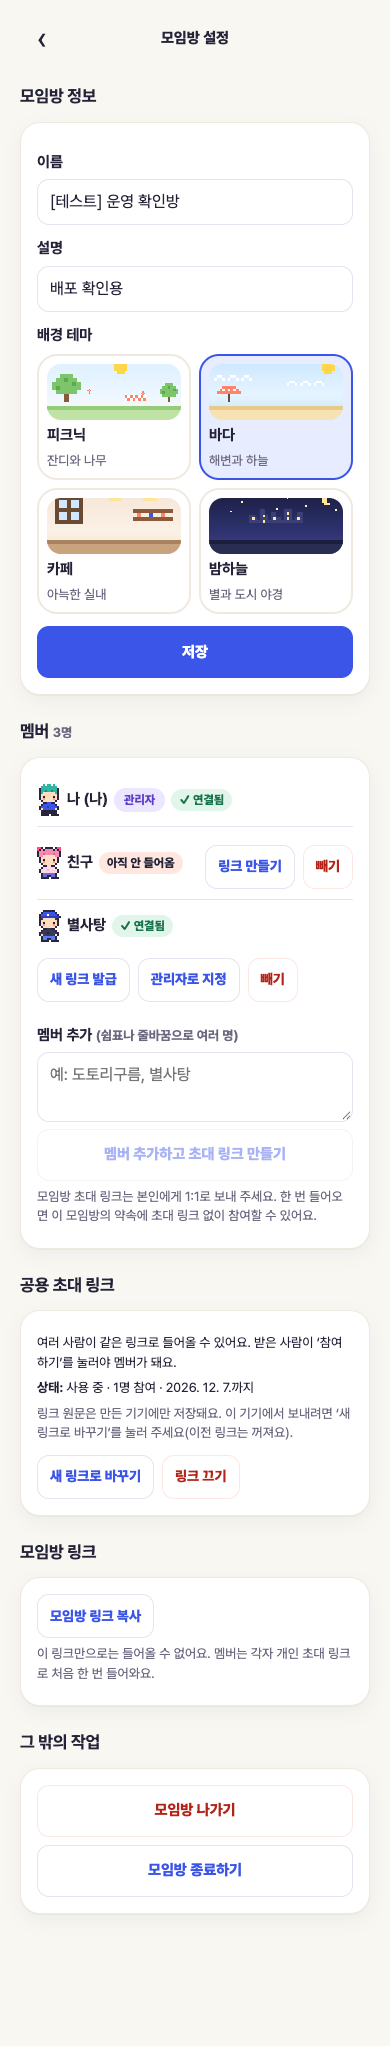 모임방 설정
모임방 정보
이름
[테스트] 운영 확인방
설명
배포 확인용
배경 테마
피크닉
잔디와 나무
바다
해변과 하늘
카페
아늑한 실내
밤하늘
별과 도시 야경
저장
멤버 3명
나 (나) 관리자 ✓ 연결됨
친구 아직 안 들어옴 링크 만들기 빼기
별사탕 ✓ 연결됨
새 링크 발급 관리자로 지정 빼기
멤버 추가 (쉼표나 줄바꿈으로 여러 명)
예: 도토리구름, 별사탕
멤버 추가하고 초대 링크 만들기
모임방 초대 링크는 본인에게 1:1로 보내 주세요. 한 번 들어오
면 이 모임방의 약속에 초대 링크 없이 참여할 수 있어요.
공용 초대 링크
여러 사람이 같은 링크로 들어올 수 있어요. 받은 사람이 ‘참여
하기’를 눌러야 멤버가 돼요.
상태: 사용 중 · 1명 참여 · 2026. 12. 7.까지
링크 원문은 만든 기기에만 저장돼요. 이 기기에서 보내려면 ‘새
링크로 바꾸기’를 눌러 주세요(이전 링크는 꺼져요).
새 링크로 바꾸기 링크 끄기
모임방 링크
모임방 링크 복사
이 링크만으로는 들어올 수 없어요. 멤버는 각자 개인 초대 링크
로 처음 한 번 들어와요.
그 밖의 작업
모임방 나가기
모임방 종료하기